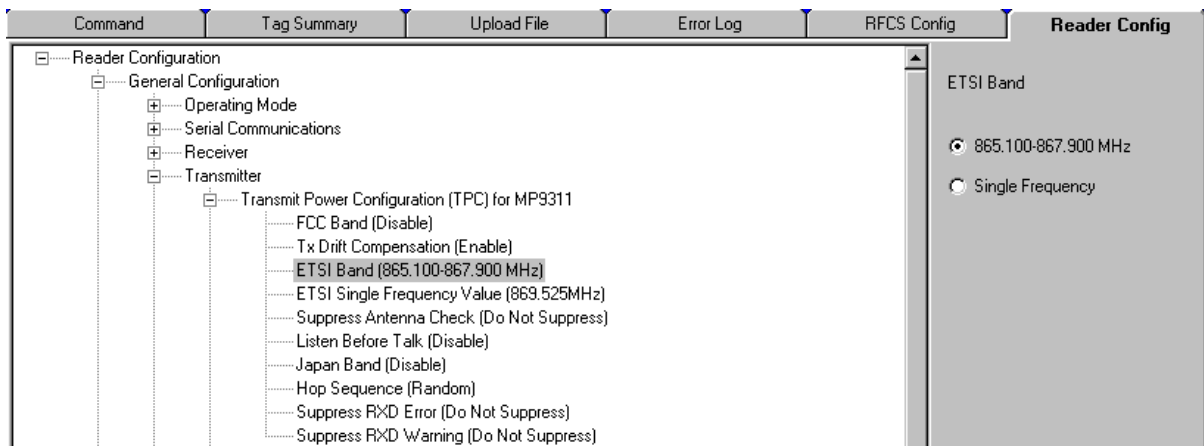 Command
Tag Summary
Upload File
Error Log
RFCS Config
Reader Config
Reader Configuration
General Configuration
Operating Mode
Serial Communications
Receiver
Transmitter
Transmit Power Configuration (TPC) for MP9311
FCC Band (Disable)
Tx Drift Compensation (Enable)
ETSI Band (865.100-867.900 MHz)
ETSI Single Frequency Value (869.525MHz)
Suppress Antenna Check (Do Not Suppress)
Listen Before Talk (Disable)
Japan Band (Disable)
Hop Sequence (Random)
Suppress RXD Error (Do Not Suppress)
Suppress RXD Warning (Do Not Suppress)
ETSI Band
865.100-867.900 MHz
Single Frequency